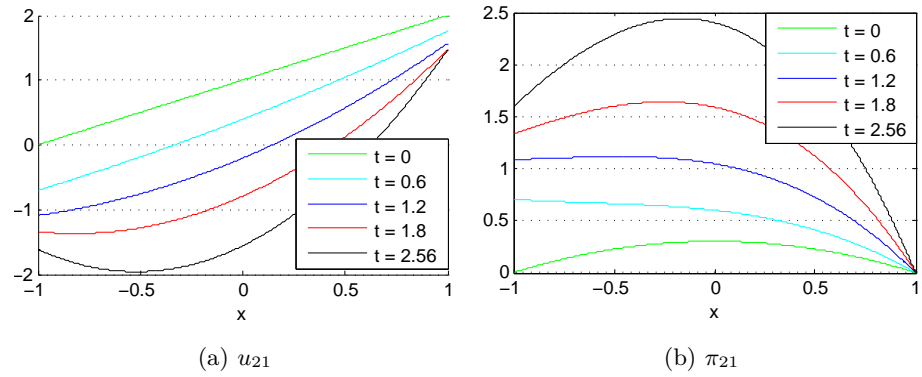 2
1
0
−1
−2
−1
−0.5
0
0.5
1
x
t = 0
t = 0.6
t = 1.2
t = 1.8
t = 2.56
(a) u₂₁
2.5
2
1.5
1
0.5
0
−1
−0.5
0
0.5
1
x
t = 0
t = 0.6
t = 1.2
t = 1.8
t = 2.56
(b) π₂₁